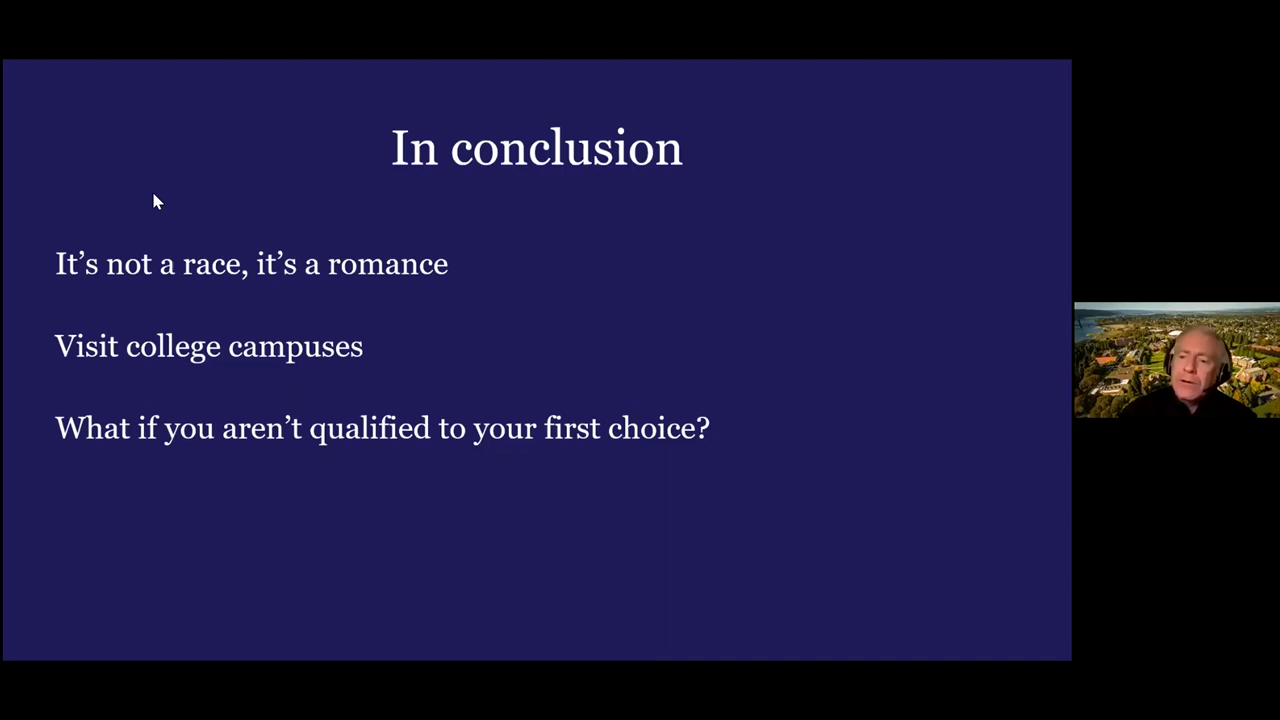 In conclusion
It’s not a race, it’s a romance
Visit college campuses
What if you aren’t qualified to your first choice?